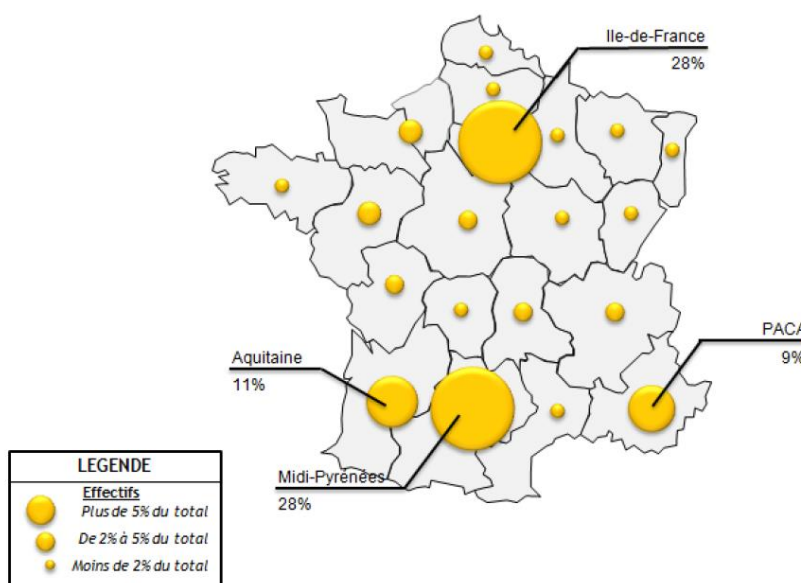 Ile-de-France
28%
PACA
9%
Aquitaine
11%
Midi-Pyrénées
28%
LEGENDE
Effectifs
Plus de 5% du total
De 2% à 5% du total
Moins de 2% du total